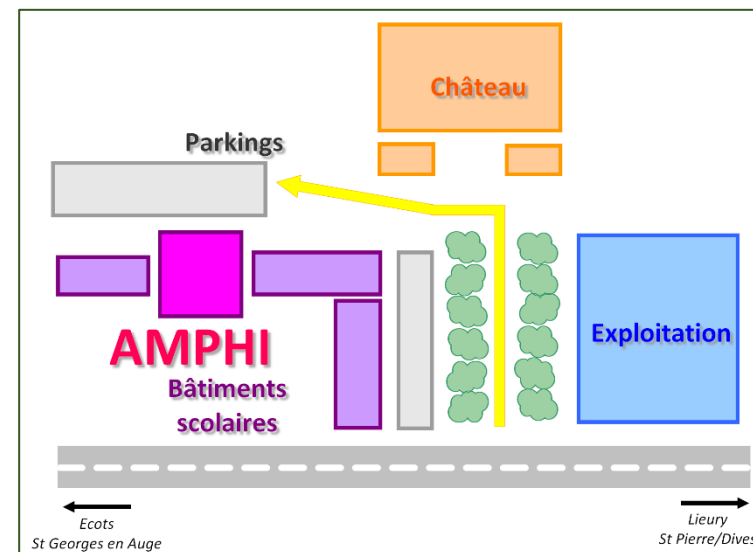 Château
Parkings
Exploitation
AMPHI
Bâtiments
scolaires
Ecots
St Georges en Auge
Lieury
St Pierre/Dives